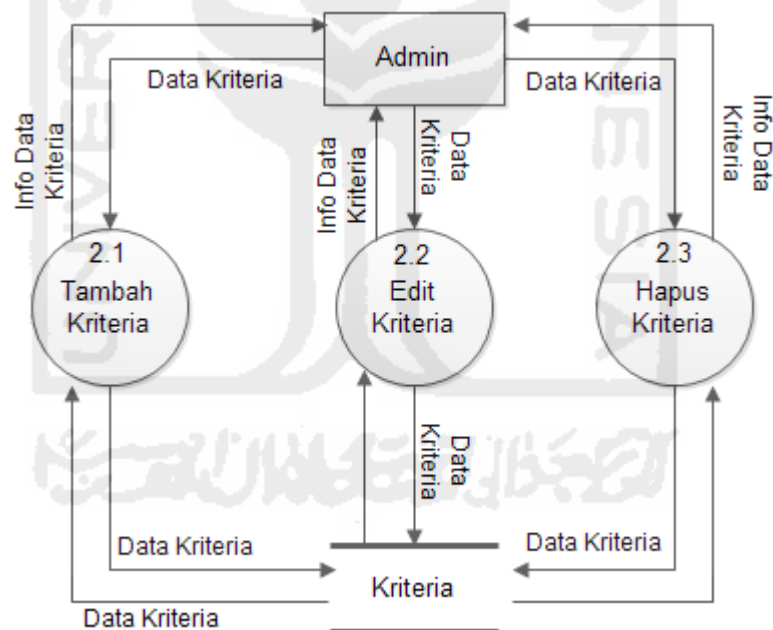 Admin
Data Kriteria
Data Kriteria
Info Data
Kriteria
Info Data
Kriteria
Data
Kriteria
Info Data
Kriteria
2.1
Tambah
Kriteria
2.2
Edit
Kriteria
2.3
Hapus
Kriteria
Data
Kriteria
Data Kriteria
Data Kriteria
Kriteria
Data Kriteria